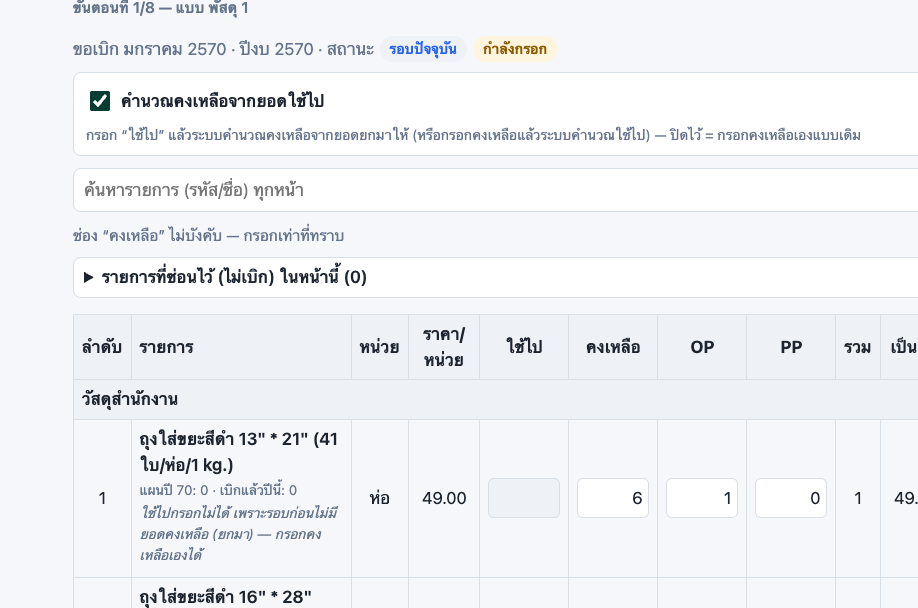 ขั้นตอนที่ 1/8 — แบบ พัสดุ 1
ขอเบิก มกราคม 2570 · ปีงบ 2570 · สถานะ รอบปัจจุบัน กำลังกรอก
คำนวณคงเหลือจากยอดใช้ไป
กรอก “ใช้ไป” แล้วระบบคำนวณคงเหลือจากยอดยกมาให้ (หรือกรอกคงเหลือแล้วระบบคำนวณใช้ไป) — ปิดไว้ = กรอกคงเหลือเองแบบเดิม
ค้นหารายการ (รหัส/ชื่อ) ทุกหน้า
ช่อง “คงเหลือ” ไม่บังคับ — กรอกเท่าที่ทราบ
▶ รายการที่ซ่อนไว้ (ไม่เบิก) ในหน้านี้ (0)
ลำดับ รายการ หน่วย ราคา/หน่วย ใช้ไป คงเหลือ OP PP รวม เป็น
วัสดุสำนักงาน
1 ถุงใส่ขยะสีดำ 13" * 21" (41
ใบ/ห่อ/1 kg.)
แผนปี 70: 0 · เบิกแล้วปีนี้: 0
ใช้ไปกรอกไม่ได้ เพราะรอบก่อนไม่มี
ยอดคงเหลือ (ยกมา) — กรอกคง
เหลือเองได้
ห่อ 49.00 6 1 0 1 49.
ถุงใส่ขยะสีดำ 16" * 28"